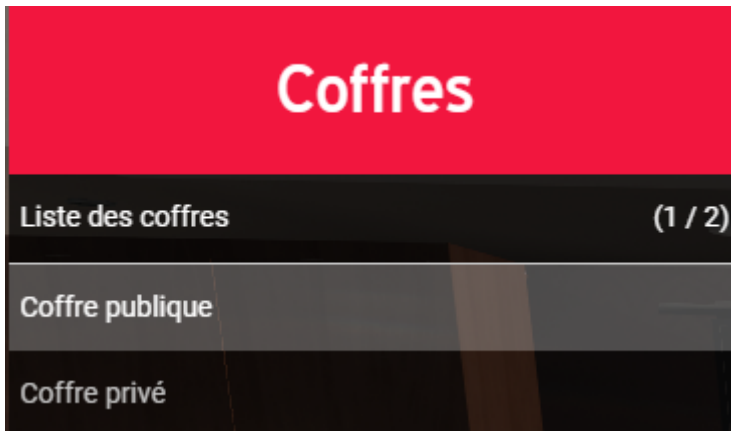 Coffres
Liste des coffres (1 / 2)
Coffre publique
Coffre privé